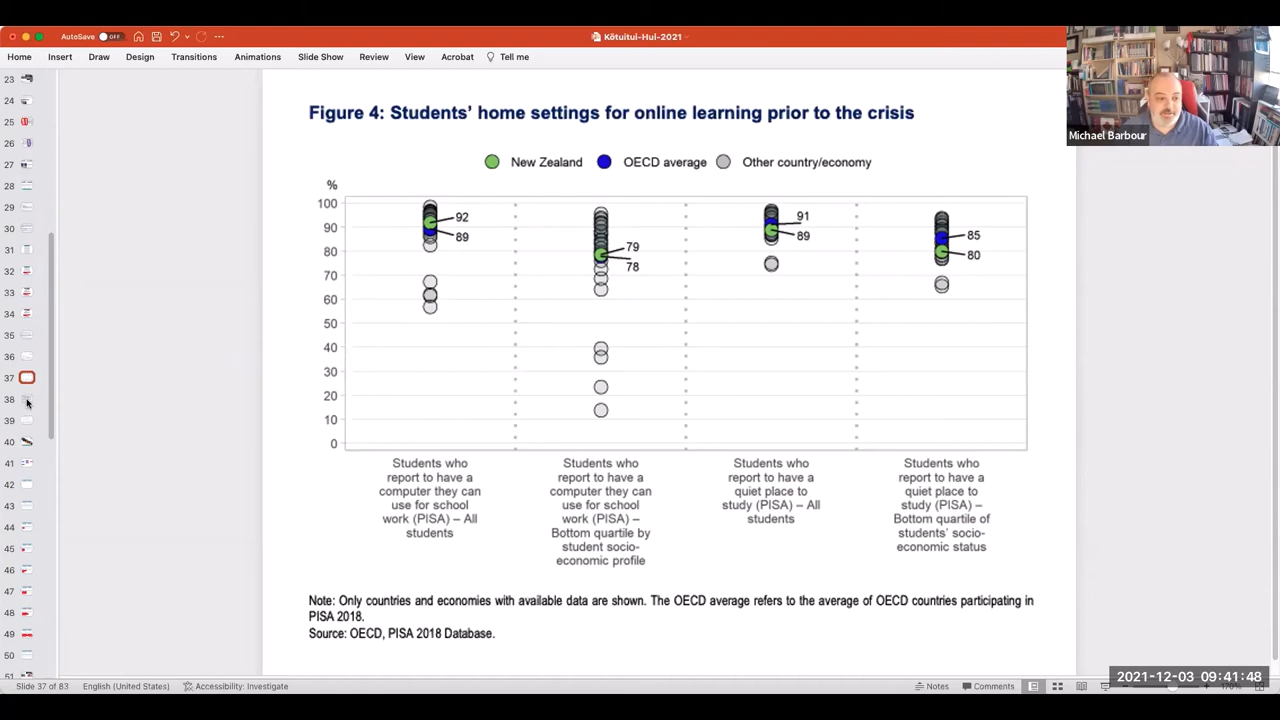 AutoSave OFF
Kōtuitui-Hui-2021
Home Insert Draw Design Transitions Animations Slide Show Review View Acrobat Tell me
Michael Barbour
23
24
25
26
27
28
29
30
31
32
33
34
35
36
37
38
39
40
41
42
43
44
45
46
47
48
49
50
51
Figure 4: Students' home settings for online learning prior to the crisis
New Zealand OECD average Other country/economy
%
100
90
80
70
60
50
40
30
20
10
0
92
89
79
78
91
89
85
80
Students who
report to have a
computer they can
use for school
work (PISA) – All
students
Students who
report to have a
computer they can
use for school
work (PISA) –
Bottom quartile by
student socio-
economic profile
Students who
report to have a
quiet place to
study (PISA) – All
students
Students who
report to have a
quiet place to
study (PISA) –
Bottom quartile of
students' socio-
economic status
Note: Only countries and economies with available data are shown. The OECD average refers to the average of OECD countries participating in
PISA 2018.
Source: OECD, PISA 2018 Database.
2021-12-03 09:41:48
Slide 37 of 83 English (United States) Accessibility: Investigate Notes Comments